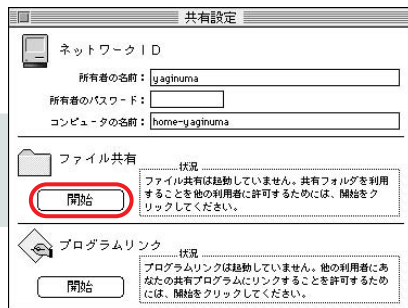 共有設定
ネットワークID
所有者の名前： yaginuma
所有者のパスワード：
コンピュータの名前： home-yaginuma
ファイル共有
状況
ファイル共有は起動していません。共有フォルダを利用
することを他の利用者に許可するためには、開始をク
リックしてください。
開始
プログラムリンク
状況
プログラムリンクは起動していません。他の利用者にあ
なたの共有プログラムにリンクすることを許可するため
には、開始をクリックしてください。
開始